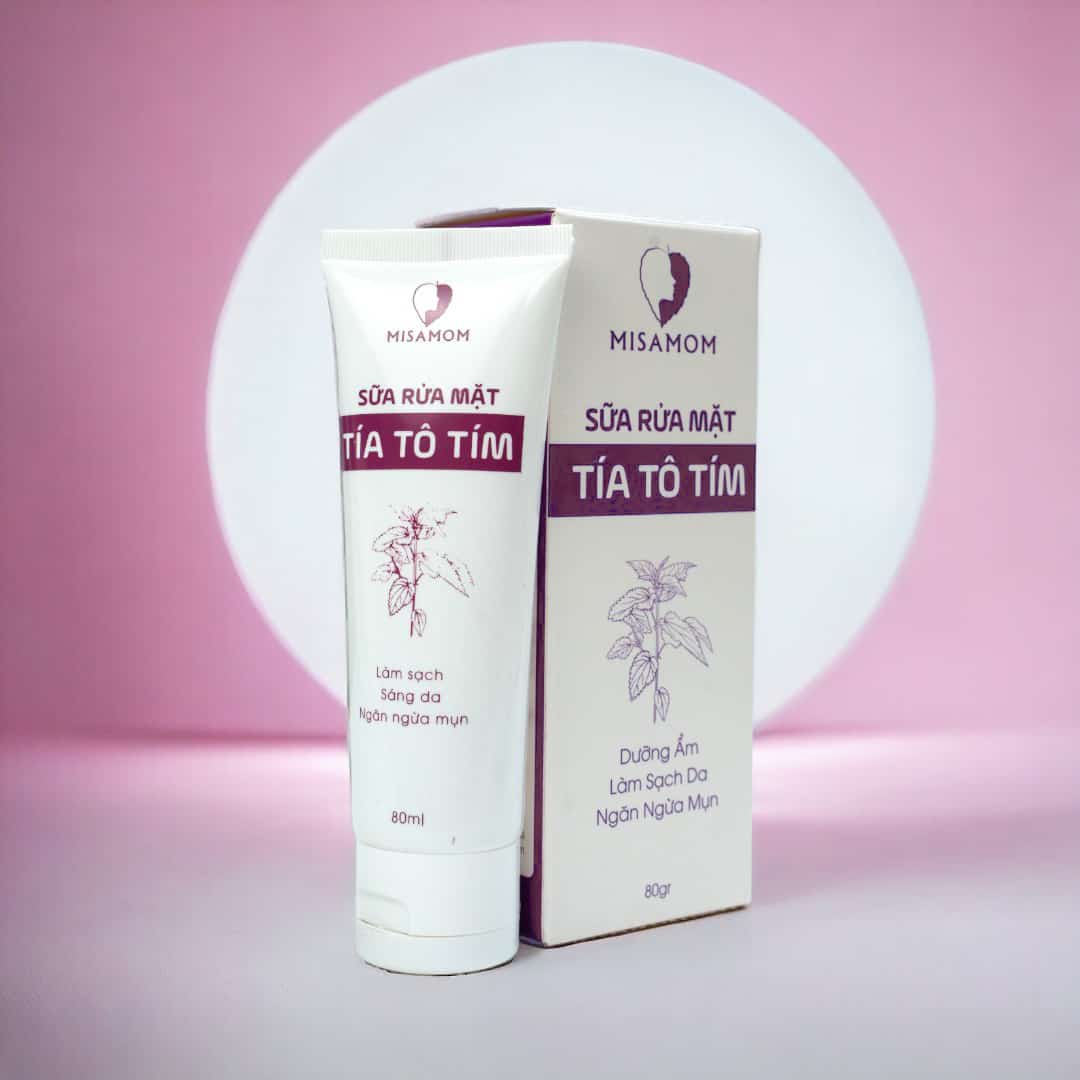 MISAMOM
SỮA RỬA MẶT
TÍA TÔ TÍM
Làm sạch
Sáng da
Ngăn ngừa mụn
80ml
MISAMOM
SỮA RỬA MẶT
TÍA TÔ TÍM
Dưỡng Ẩm
Làm Sạch Da
Ngăn Ngừa Mụn
80gr